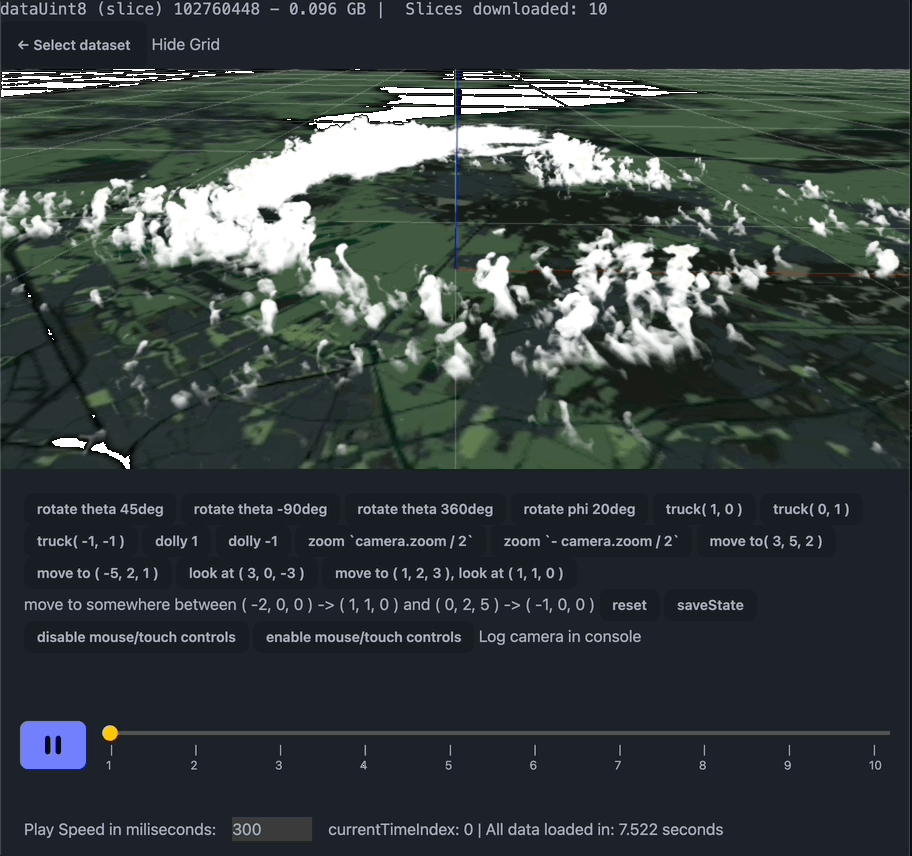 dataUint8 (slice) 102760448 — 0.096 GB |  Slices downloaded: 10
← Select dataset Hide Grid
rotate theta 45deg rotate theta -90deg rotate theta 360deg rotate phi 20deg truck( 1, 0 ) truck( 0, 1 )
truck( -1, -1 ) dolly 1 dolly -1 zoom `camera.zoom / 2` zoom `- camera.zoom / 2` move to( 3, 5, 2 )
move to ( -5, 2, 1 ) look at ( 3, 0, -3 ) move to ( 1, 2, 3 ), look at ( 1, 1, 0 )
move to somewhere between ( -2, 0, 0 ) -> ( 1, 1, 0 ) and ( 0, 2, 5 ) -> ( -1, 0, 0 ) reset saveState
disable mouse/touch controls enable mouse/touch controls Log camera in console
1 2 3 4 5 6 7 8 9 10
Play Speed in miliseconds: 300 currentTimeIndex: 0 | All data loaded in: 7.522 seconds